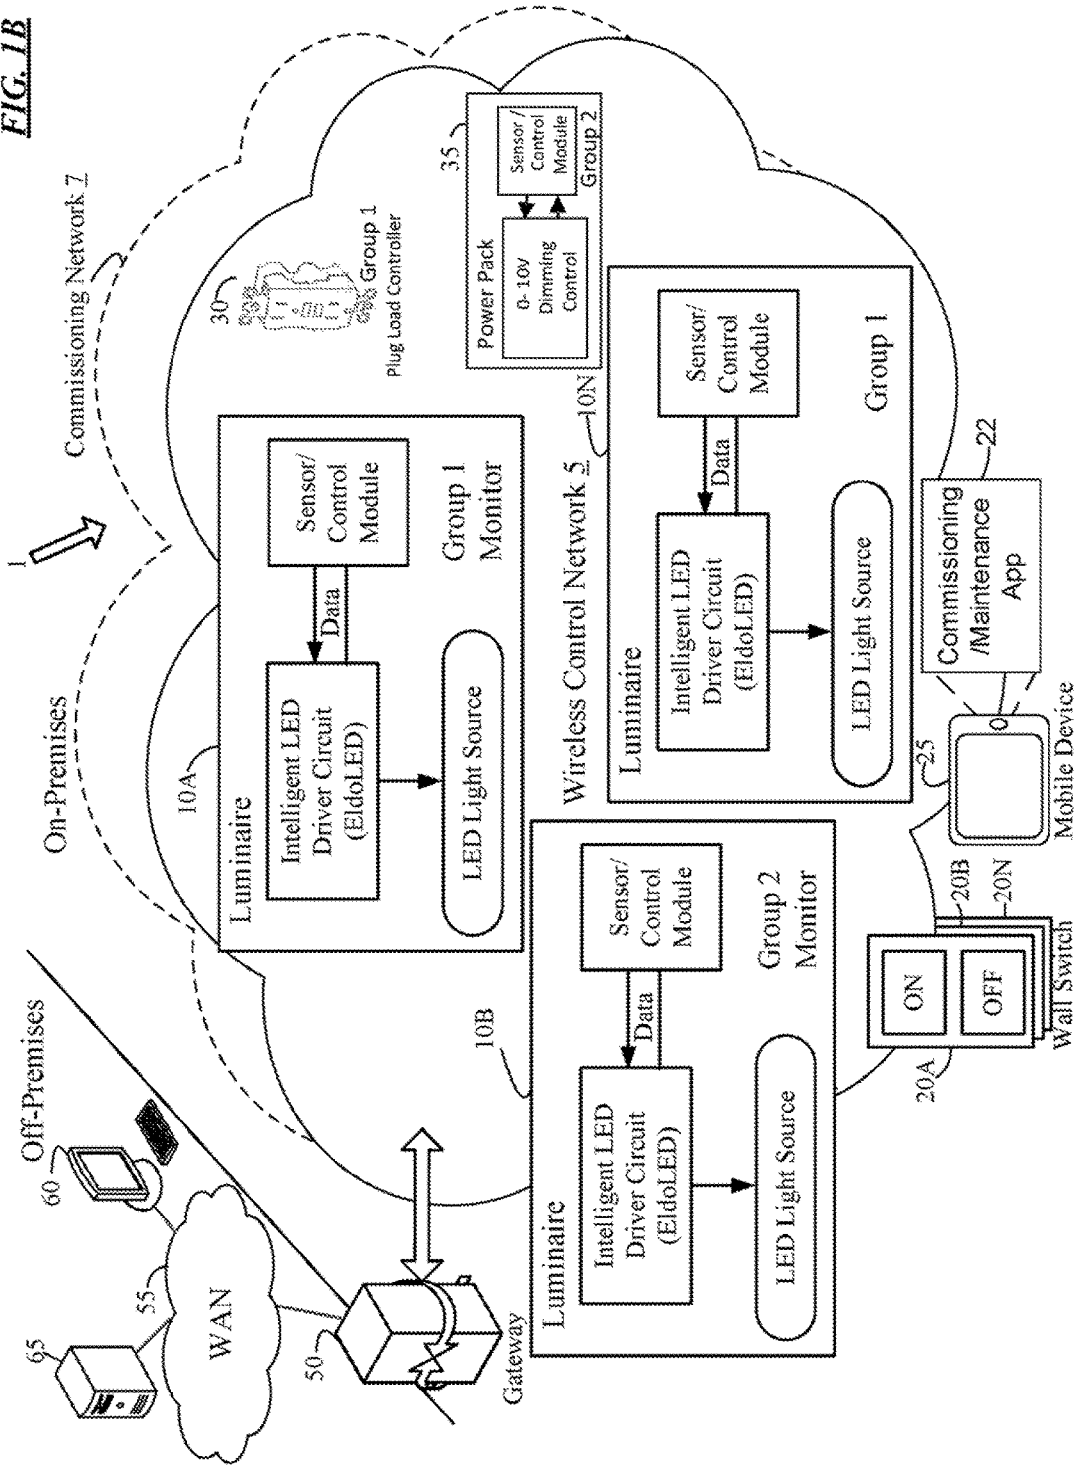 FIG. 1B
1
Commissioning Network 7
On-Premises
Off-Premises
60
65
55
WAN
50
Gateway
10A
Luminaire
Intelligent LED
Driver Circuit
(EldoLED)
Data
Sensor/
Control
Module
LED Light Source
Group 1
Monitor
30
Group 1
Plug Load Controller
35
Power Pack
0- 10V
Dimming
Control
Sensor /
Control
Module
Group 2
Wireless Control Network 5
10B
Luminaire
Intelligent LED
Driver Circuit
(EldoLED)
Data
Sensor/
Control
Module
LED Light Source
Group 2
Monitor
10N
Luminaire
Intelligent LED
Driver Circuit
(EldoLED)
Data
Sensor/
Control
Module
LED Light Source
Group 1
20A
ON
OFF
20B
20N
Wall Switch
25
Mobile Device
Commissioning
/Maintenance
App
22